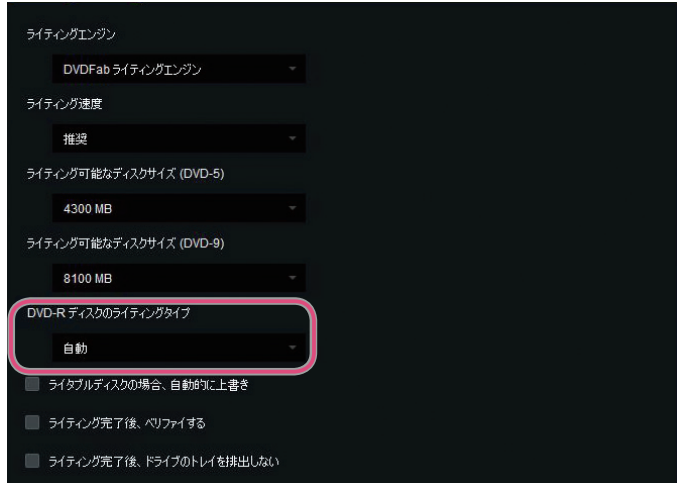 ライティングエンジン
DVDFab ライティングエンジン
ライティング速度
推奨
ライティング可能なディスクサイズ (DVD-5)
4300 MB
ライティング可能なディスクサイズ (DVD-9)
8100 MB
DVD-R ディスクのライティングタイプ
自動
ライタブルディスクの場合、自動的に上書き
ライティング完了後、ベリファイする
ライティング完了後、ドライブのトレイを排出しない